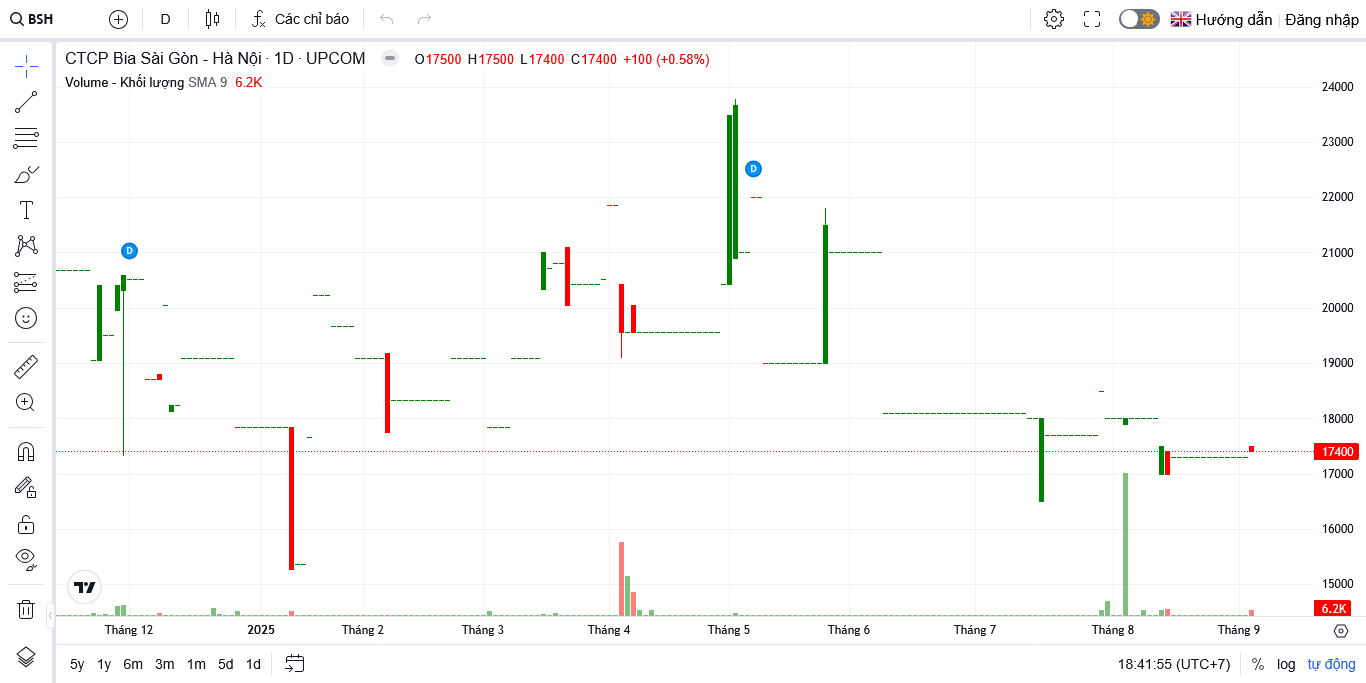 BSH D Các chỉ báo Hướng dẫn Đăng nhập
CTCP Bia Sài Gòn - Hà Nội · 1D · UPCOM O17500 H17500 L17400 C17400 +100 (+0.58%)
Volume - Khối lượng SMA 9 6.2K
24000
23000
22000
21000
20000
19000
18000
17400
17000
16000
15000
6.2K
D
D
Tháng 12 2025 Tháng 2 Tháng 3 Tháng 4 Tháng 5 Tháng 6 Tháng 7 Tháng 8 Tháng 9
5y 1y 6m 3m 1m 5d 1d 18:41:55 (UTC+7) % log tự động